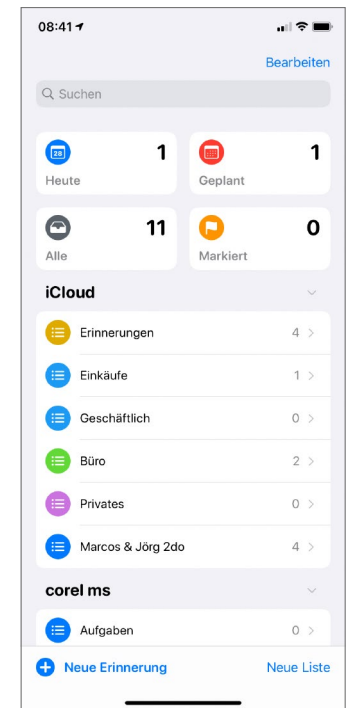 08:41
Bearbeiten
Suchen
28
1
1
Heute
Geplant
11
0
Alle
Markiert
iCloud
Erinnerungen 4
Einkäufe 1
Geschäftlich 0
Büro 2
Privates 0
Marcos & Jörg 2do 4
corel ms
Aufgaben 0
Neue Erinnerung Neue Liste